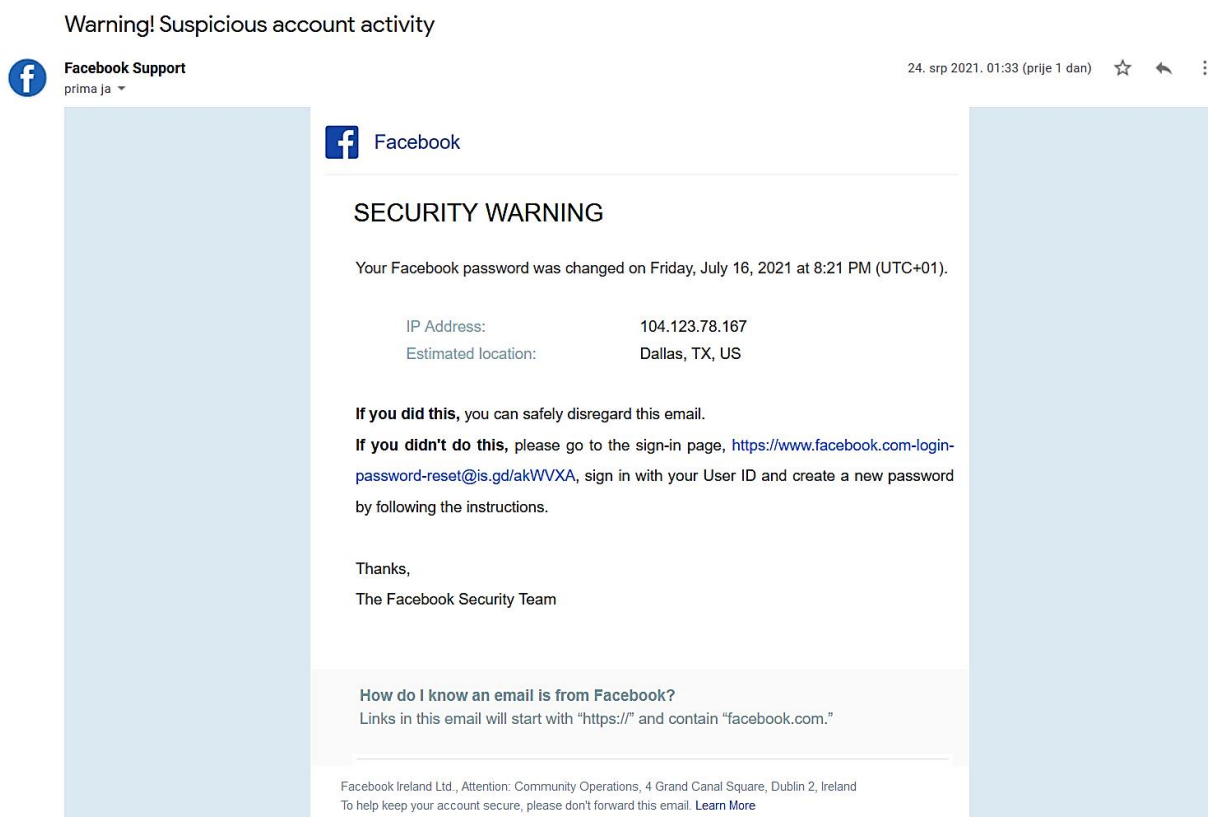 Warning! Suspicious account activity
Facebook Support
24. srp 2021. 01:33 (prije 1 dan)
prima ja
Facebook
SECURITY WARNING
Your Facebook password was changed on Friday, July 16, 2021 at 8:21 PM (UTC+01).
IP Address: 104.123.78.167
Estimated location: Dallas, TX, US
If you did this, you can safely disregard this email.
If you didn't do this, please go to the sign-in page, https://www.facebook.com-login-
password-reset@is.gd/akWVXA, sign in with your User ID and create a new password
by following the instructions.
Thanks,
The Facebook Security Team
How do I know an email is from Facebook?
Links in this email will start with “https://” and contain “facebook.com.”
Facebook Ireland Ltd., Attention: Community Operations, 4 Grand Canal Square, Dublin 2, Ireland
To help keep your account secure, please don't forward this email. Learn More